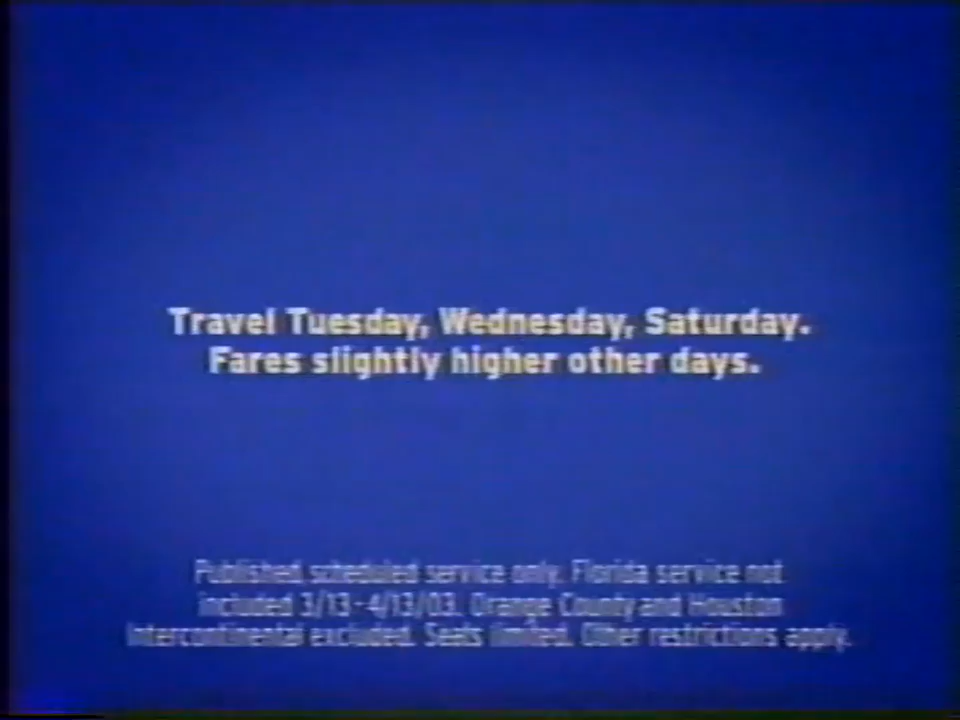 Travel Tuesday, Wednesday, Saturday.
Fares slightly higher other days.
Published scheduled service only. Florida service not
included 3/13-4/13/03. Orange County and Houston
Intercontinental excluded. Seats limited. Other restrictions apply.